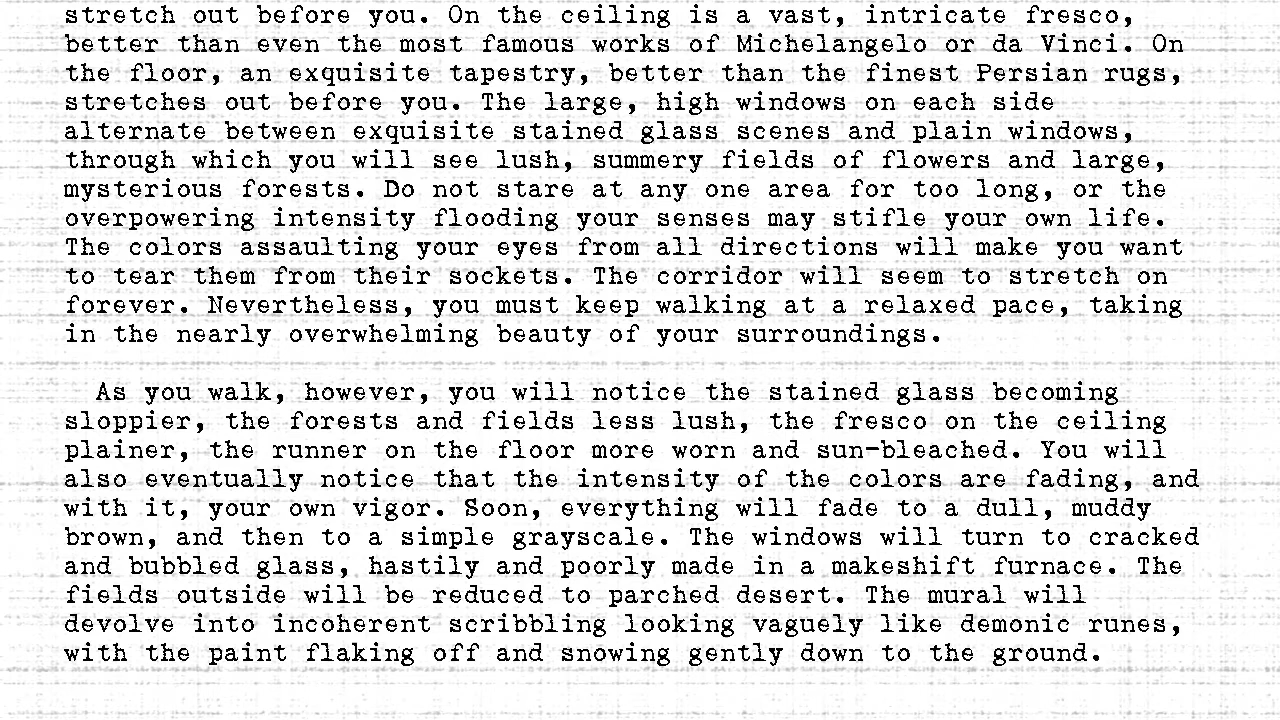 stretch out before you. On the ceiling is a vast, intricate fresco,
better than even the most famous works of Michelangelo or da Vinci. On
the floor, an exquisite tapestry, better than the finest Persian rugs,
stretches out before you. The large, high windows on each side
alternate between exquisite stained glass scenes and plain windows,
through which you will see lush, summery fields of flowers and large,
mysterious forests. Do not stare at any one area for too long, or the
overpowering intensity flooding your senses may stifle your own life.
The colors assaulting your eyes from all directions will make you want
to tear them from their sockets. The corridor will seem to stretch on
forever. Nevertheless, you must keep walking at a relaxed pace, taking
in the nearly overwhelming beauty of your surroundings.
As you walk, however, you will notice the stained glass becoming
sloppier, the forests and fields less lush, the fresco on the ceiling
plainer, the runner on the floor more worn and sun-bleached. You will
also eventually notice that the intensity of the colors are fading, and
with it, your own vigor. Soon, everything will fade to a dull, muddy
brown, and then to a simple grayscale. The windows will turn to cracked
and bubbled glass, hastily and poorly made in a makeshift furnace. The
fields outside will be reduced to parched desert. The mural will
devolve into incoherent scribbling looking vaguely like demonic runes,
with the paint flaking off and snowing gently down to the ground.